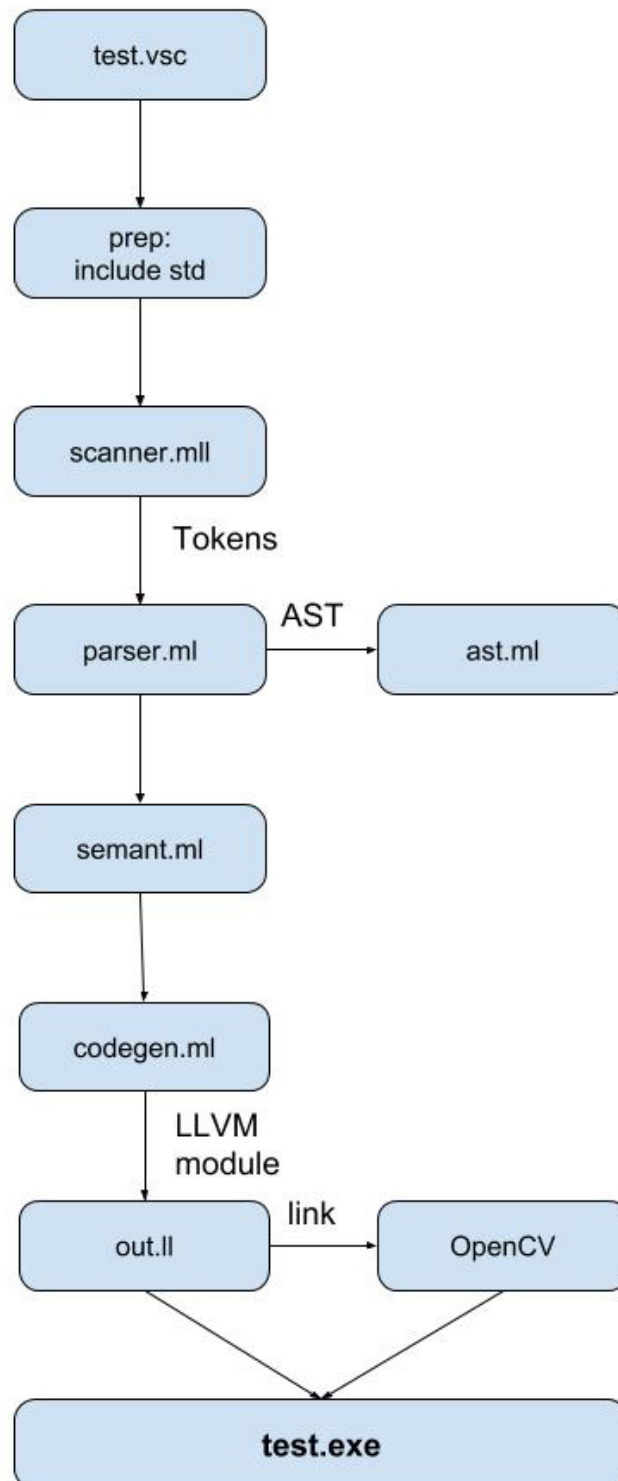 test.vsc
prep:
include std
scanner.mll
Tokens
parser.ml
AST
ast.ml
semant.ml
codegen.ml
LLVM
module
out.ll
link
OpenCV
test.exe